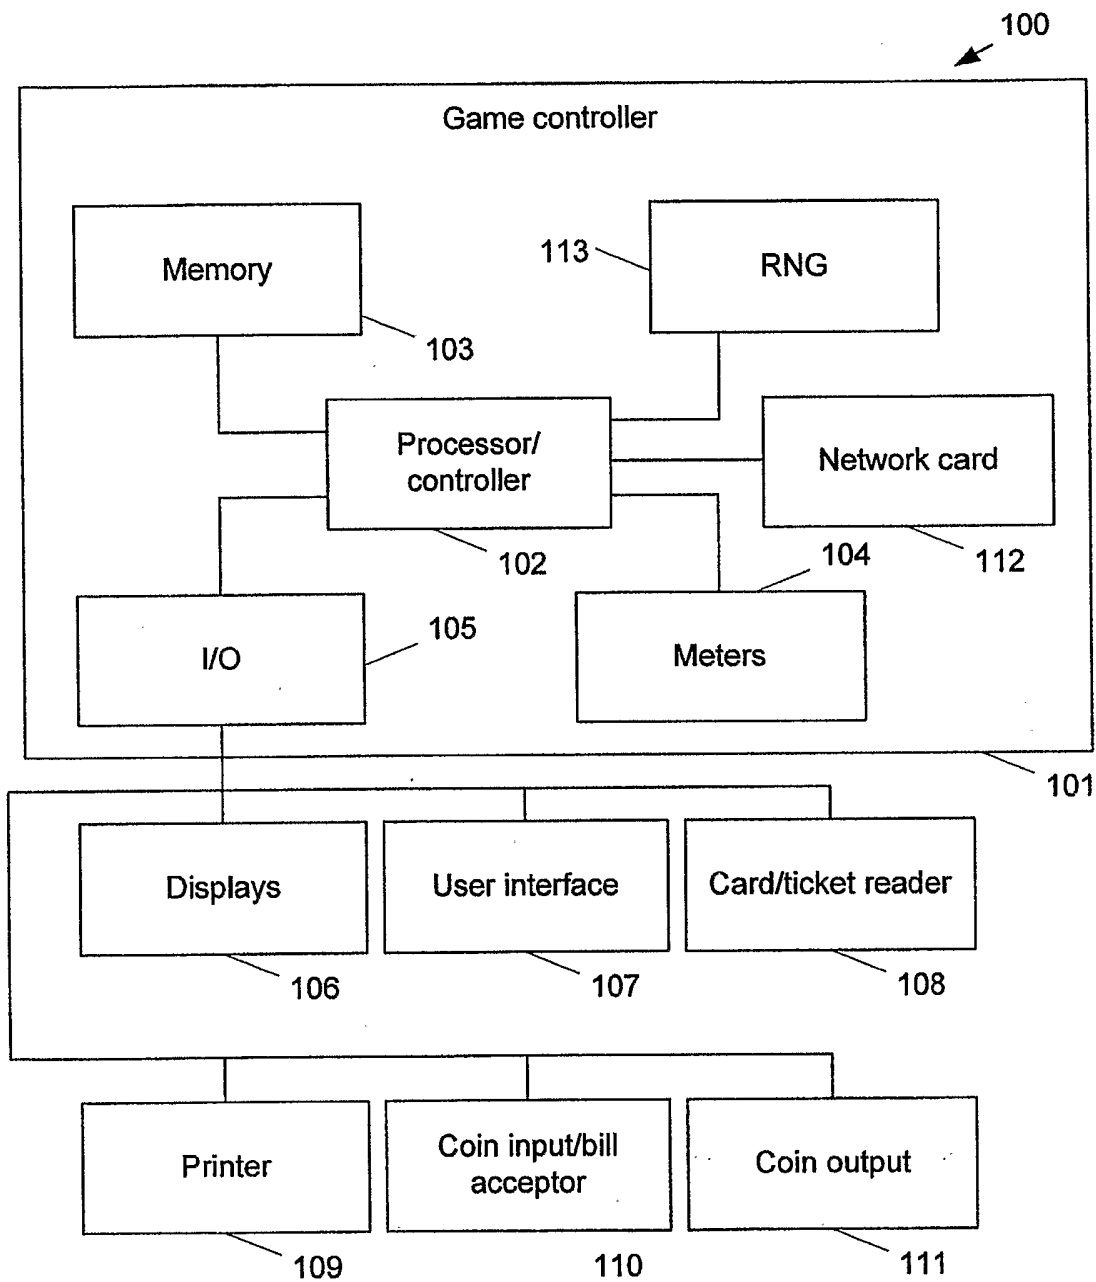 100
Game controller
Memory
113
RNG
103
Processor/
controller
Network card
102
104
112
I/O
105
Meters
101
Displays
User interface
Card/ticket reader
106
107
108
Printer
Coin input/bill
acceptor
Coin output
109
110
111